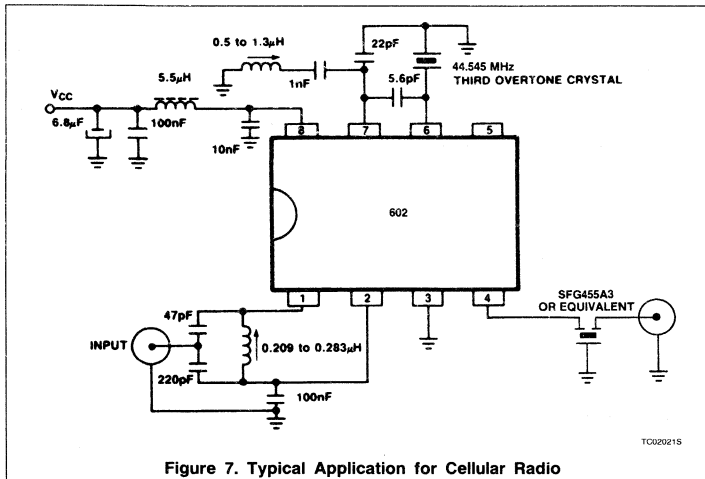 0.5 to 1.3µH
22pF
44.545 MHz
THIRD OVERTONE CRYSTAL
1nF
5.6pF
5.5µH
VCC
6.8µF
100nF
10nF
8
7
6
5
602
1
2
3
4
SFG455A3
OR EQUIVALENT
47pF
INPUT
0.209 to 0.283µH
220pF
100nF
TC02021S
Figure 7. Typical Application for Cellular Radio